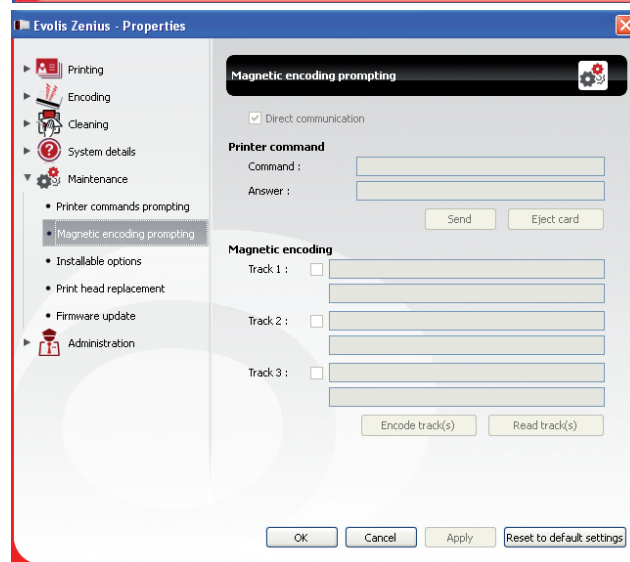 Evolis Zenius - Properties
Printing
Encoding
Cleaning
System details
Maintenance
Printer commands prompting
Magnetic encoding prompting
Installable options
Print head replacement
Firmware update
Administration
Magnetic encoding prompting
Direct communication
Printer command
Command :
Answer :
Send Eject card
Magnetic encoding
Track 1 :
Track 2 :
Track 3 :
Encode track(s) Read track(s)
OK Cancel Apply Reset to default settings